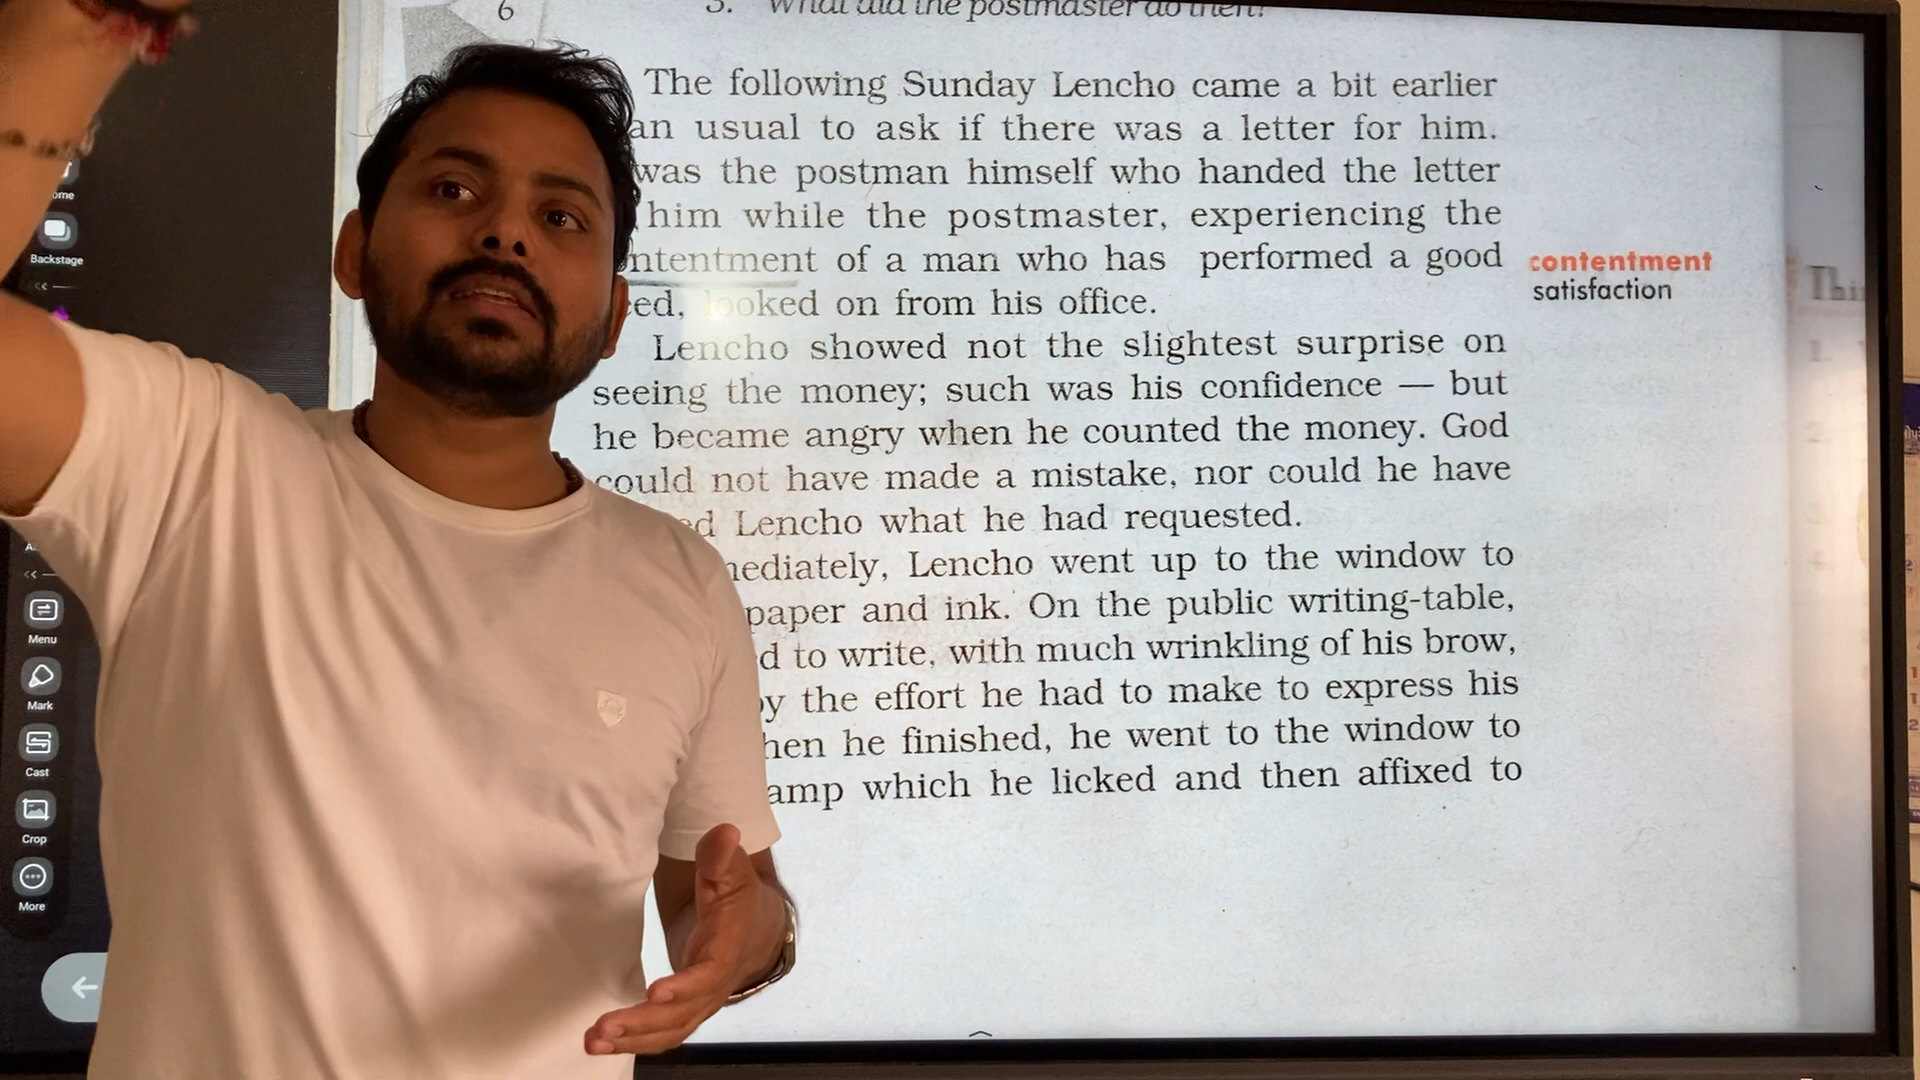 6
3. What did the postmaster do then?
The following Sunday Lencho came a bit earlier
usual to ask if there was a letter for him.
was the postman himself who handed the letter
him while the postmaster, experiencing the
of a man who has performed a good
looked on from his office.
contentment
satisfaction
Lencho showed not the slightest surprise on
seeing the money; such was his confidence — but
he became angry when he counted the money. God
could not have made a mistake, nor could he have
Lencho what he had requested.
Lencho went up to the window to
paper and ink. On the public writing-table,
to write, with much wrinkling of his brow,
the effort he had to make to express his
he finished, he went to the window to
which he licked and then affixed to
Backstage
Menu
Mark
Cast
Crop
More